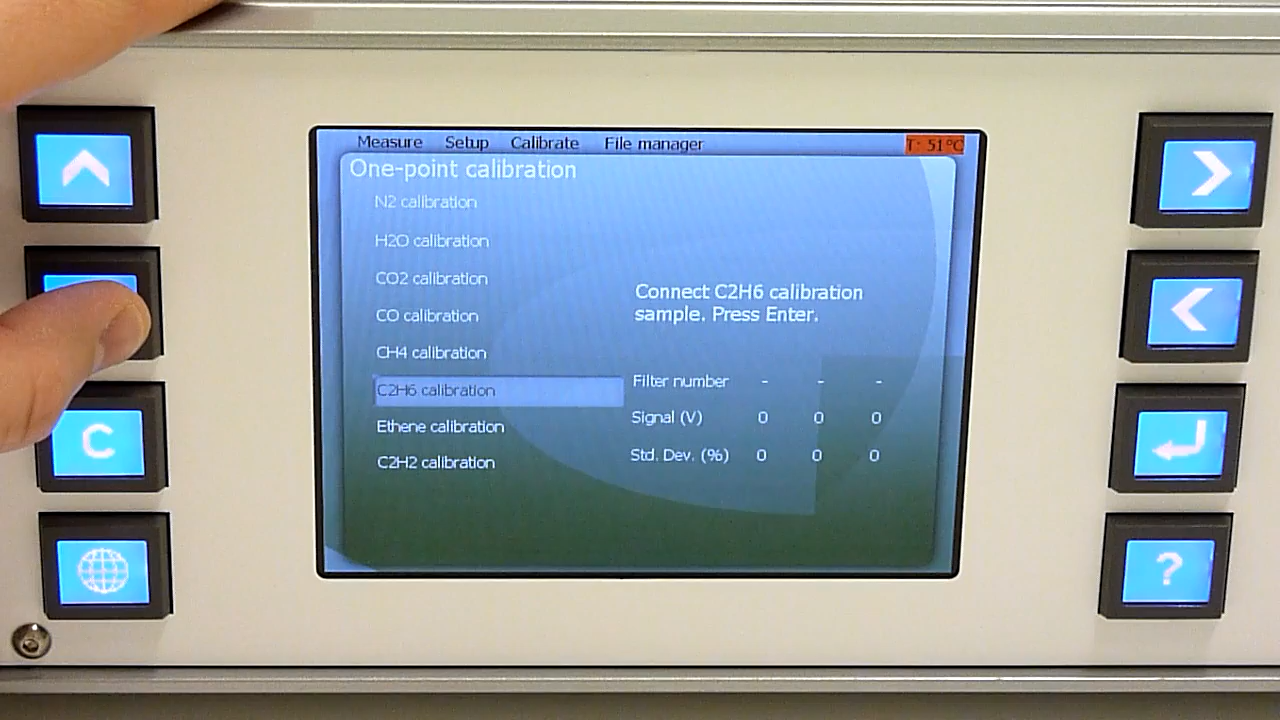 Measure Setup Calibrate File manager T: 51°C
One-point calibration
N2 calibration
H2O calibration
CO2 calibration
CO calibration
CH4 calibration
C2H6 calibration
Ethene calibration
C2H2 calibration
Connect C2H6 calibration
sample. Press Enter.
Filter number - - -
Signal (V) 0 0 0
Std. Dev. (%) 0 0 0
C
?